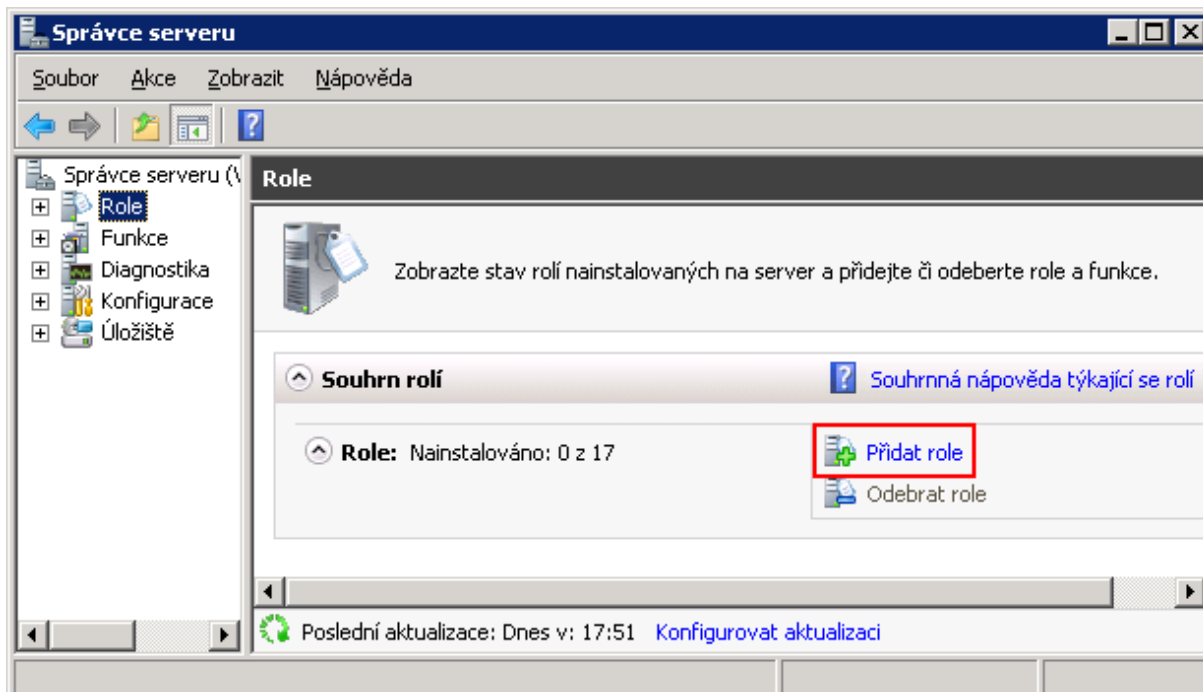 Správce serveru
Soubor Akce Zobrazit Nápověda
Správce serveru (
Role
Funkce
Diagnostika
Konfigurace
Úložiště
Role
Zobrazte stav rolí nainstalovaných na server a přidejte či odeberte role a funkce.
Souhrn rolí
Souhrnná nápověda týkající se rolí
Role: Nainstalováno: 0 z 17
Přidat role
Odebrat role
Poslední aktualizace: Dnes v: 17:51 Konfigurovat aktualizaci